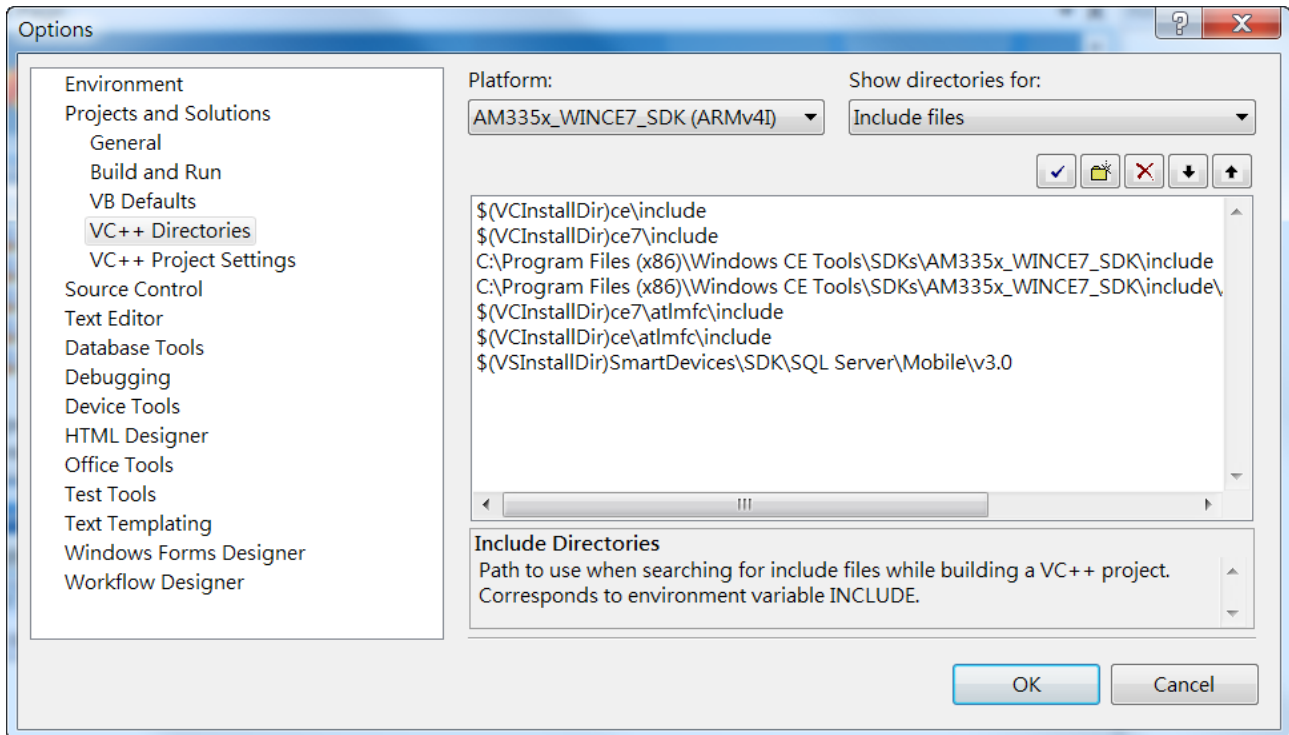 Options
Environment
Projects and Solutions
General
Build and Run
VB Defaults
VC++ Directories
VC++ Project Settings
Source Control
Text Editor
Database Tools
Debugging
Device Tools
HTML Designer
Office Tools
Test Tools
Text Templating
Windows Forms Designer
Workflow Designer
Platform:
AM335x_WINCE7_SDK (ARMv4I)
Show directories for:
Include files
$(VCInstallDir)ce\include
$(VCInstallDir)ce7\include
C:\Program Files (x86)\Windows CE Tools\SDKs\AM335x_WINCE7_SDK\include
C:\Program Files (x86)\Windows CE Tools\SDKs\AM335x_WINCE7_SDK\include\
$(VCInstallDir)ce7\atlmfc\include
$(VCInstallDir)ce\atlmfc\include
$(VSInstallDir)SmartDevices\SDK\SQL Server\Mobile\v3.0
Include Directories
Path to use when searching for include files while building a VC++ project.
Corresponds to environment variable INCLUDE.
OK
Cancel